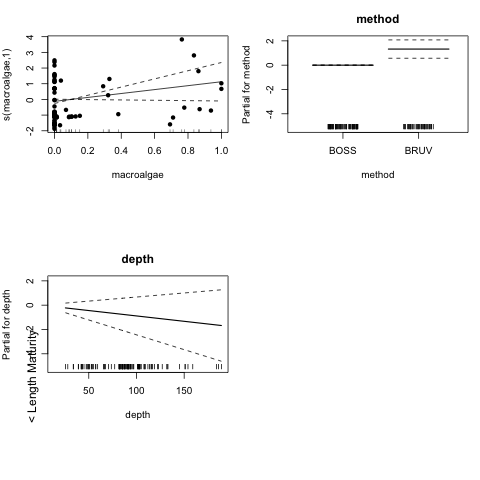 s(macroalgae,1)
4
3
2
1
0
-1
-2
0.0 0.2 0.4 0.6 0.8 1.0
macroalgae
method
Partial for method
2
0
-2
-4
BOSS BRUV
method
depth
Partial for depth
< Length Maturity
2
0
-2
50 100 150
depth